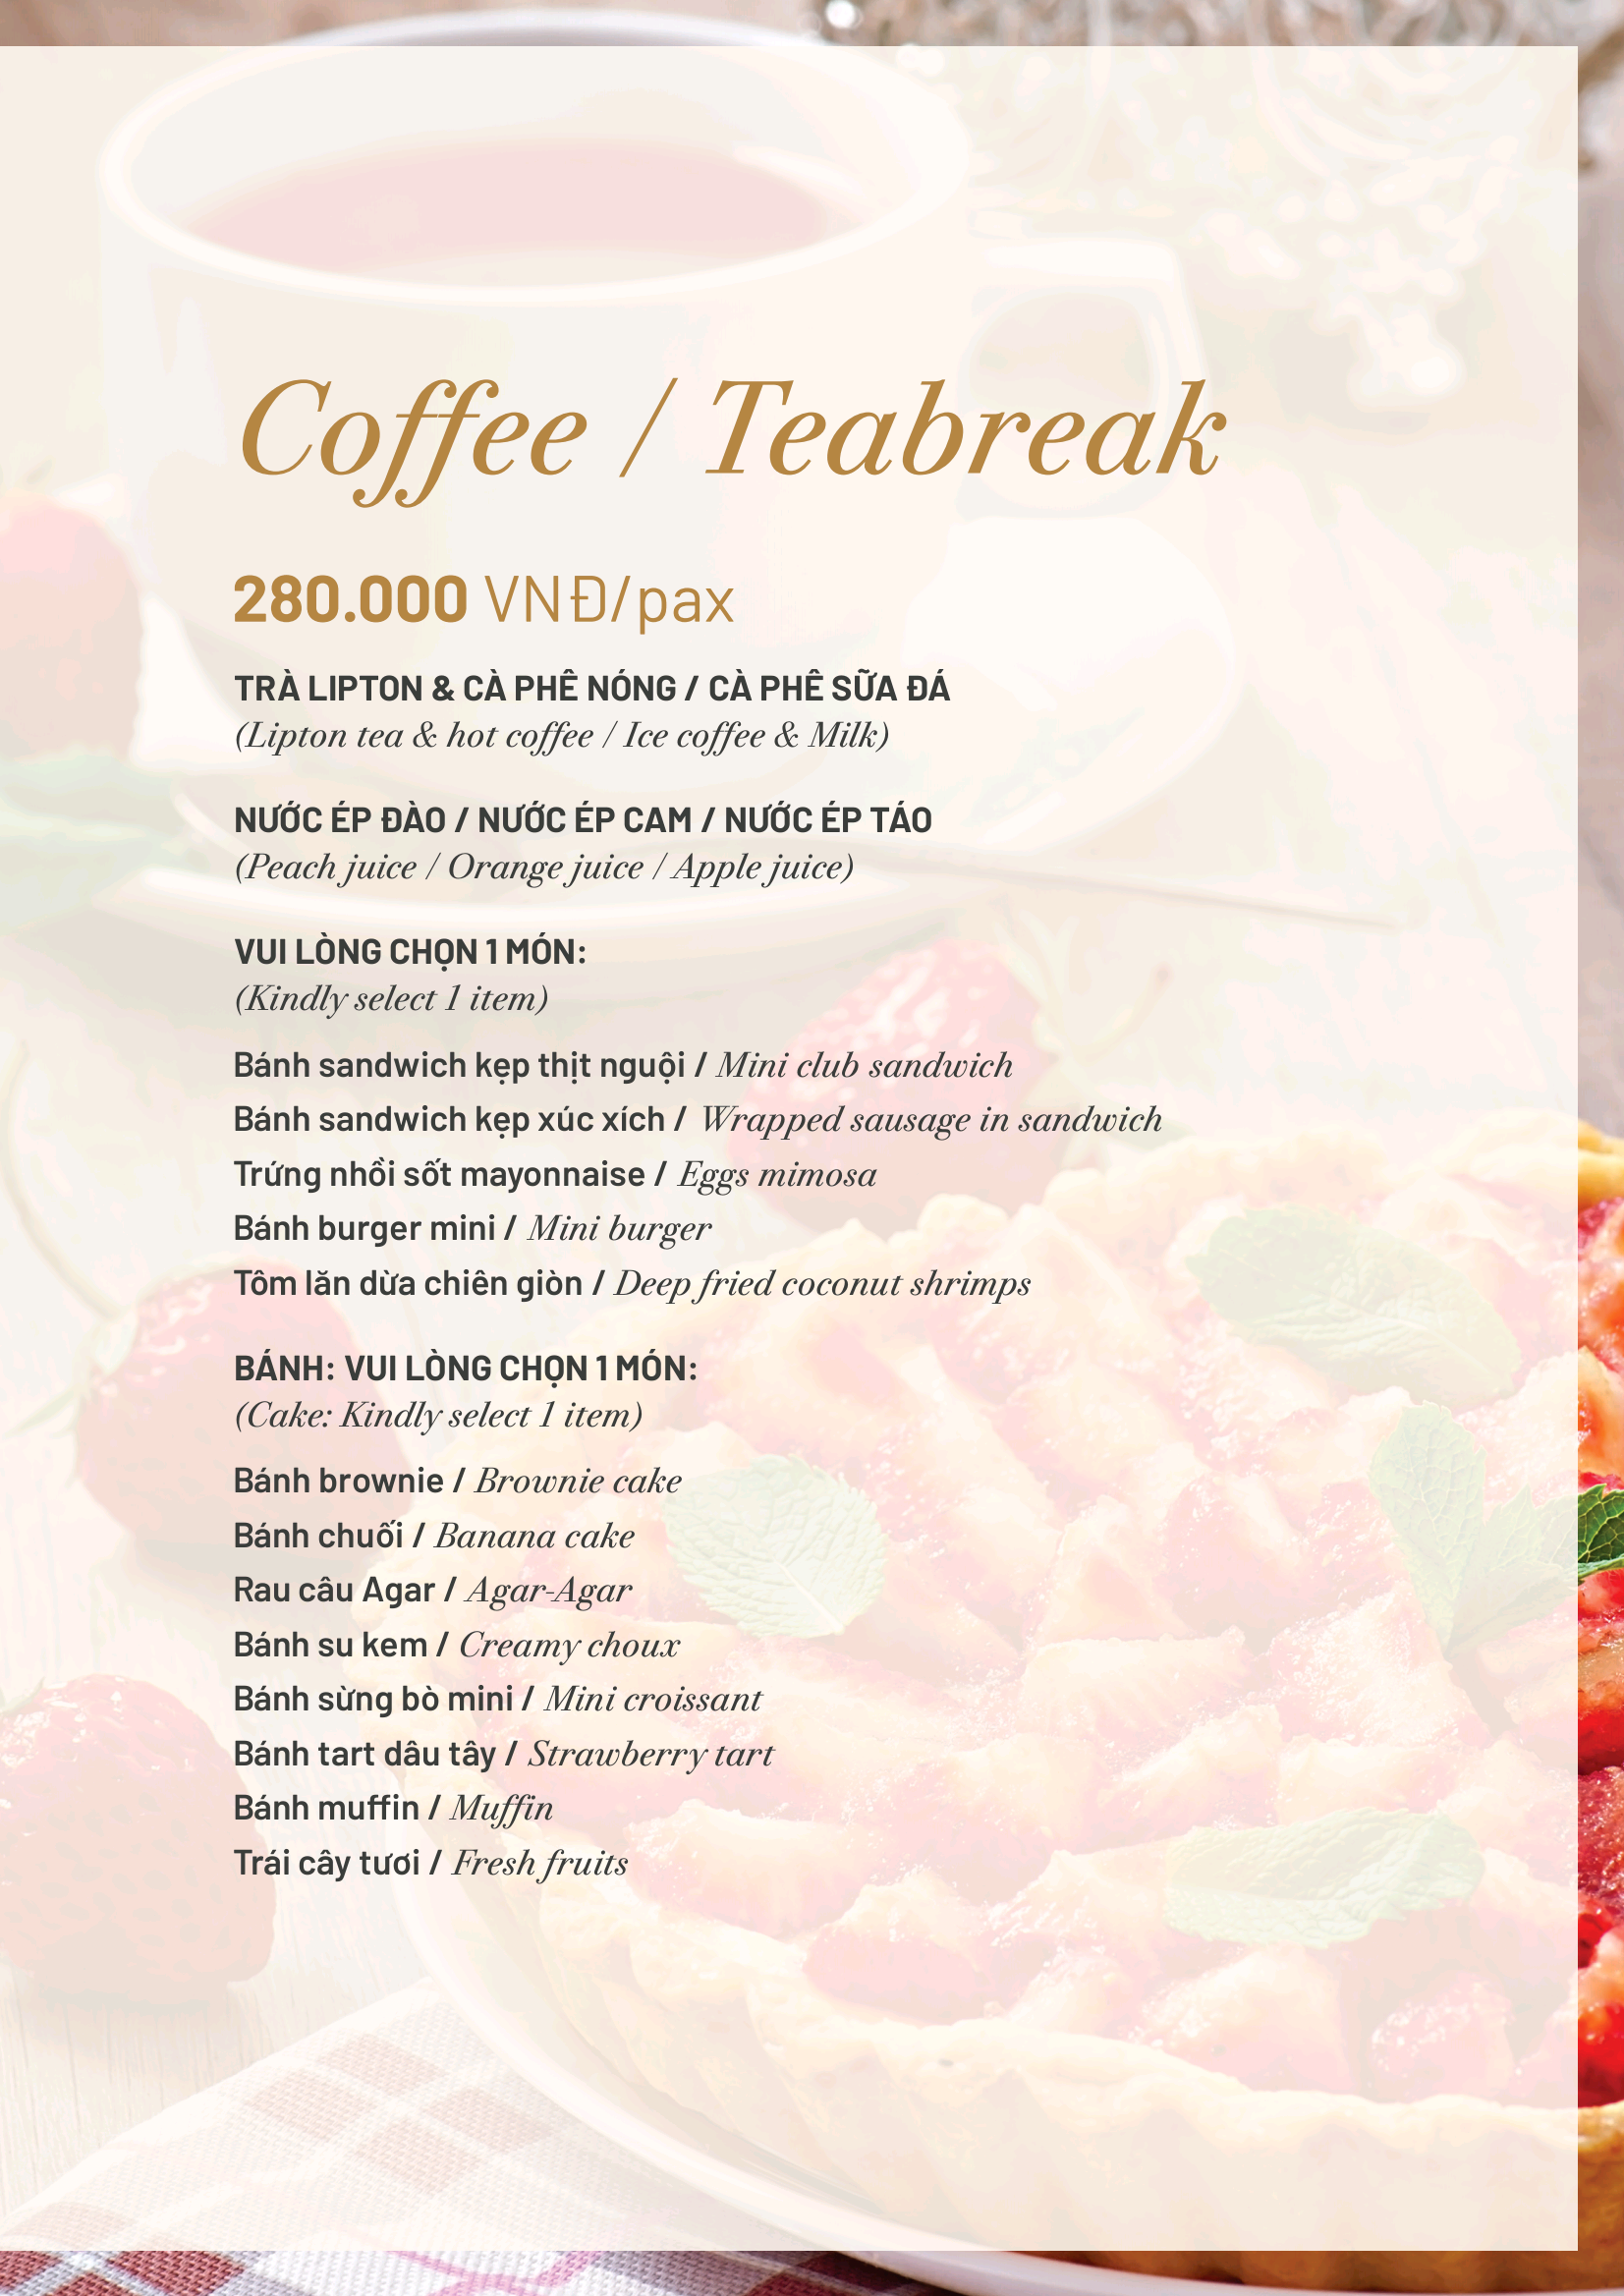 Coffee / Teabreak
280.000 VNĐ/pax
TRÀ LIPTON & CÀ PHÊ NÓNG / CÀ PHÊ SỮA ĐÁ
(Lipton tea & hot coffee / Ice coffee & Milk)
NƯỚC ÉP ĐÀO / NƯỚC ÉP CAM / NƯỚC ÉP TÁO
(Peach juice / Orange juice / Apple juice)
VUI LÒNG CHỌN 1 MÓN:
(Kindly select 1 item)
Bánh sandwich kẹp thịt nguội / Mini club sandwich
Bánh sandwich kẹp xúc xích / Wrapped sausage in sandwich
Trứng nhồi sốt mayonnaise / Eggs mimosa
Bánh burger mini / Mini burger
Tôm lăn dừa chiên giòn / Deep fried coconut shrimps
BÁNH: VUI LÒNG CHỌN 1 MÓN:
(Cake: Kindly select 1 item)
Bánh brownie / Brownie cake
Bánh chuối / Banana cake
Rau câu Agar / Agar-Agar
Bánh su kem / Creamy choux
Bánh sừng bò mini / Mini croissant
Bánh tart dâu tây / Strawberry tart
Bánh muffin / Muffin
Trái cây tươi / Fresh fruits